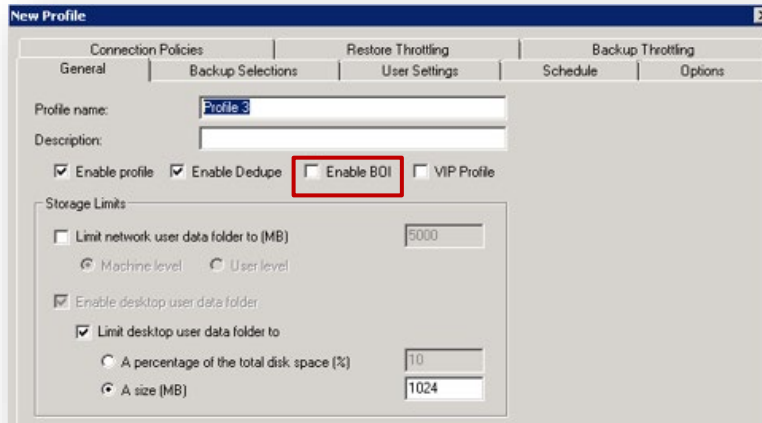 New Profile
Connection Policies Restore Throttling Backup Throttling
General Backup Selections User Settings Schedule Options
Profile name: Profile 3
Description:
Enable profile Enable Dedupe Enable BOI VIP Profile
Storage Limits
Limit network user data folder to (MB) 5000
Machine level User level
Enable desktop user data folder
Limit desktop user data folder to
A percentage of the total disk space (%) 10
A size (MB) 1024